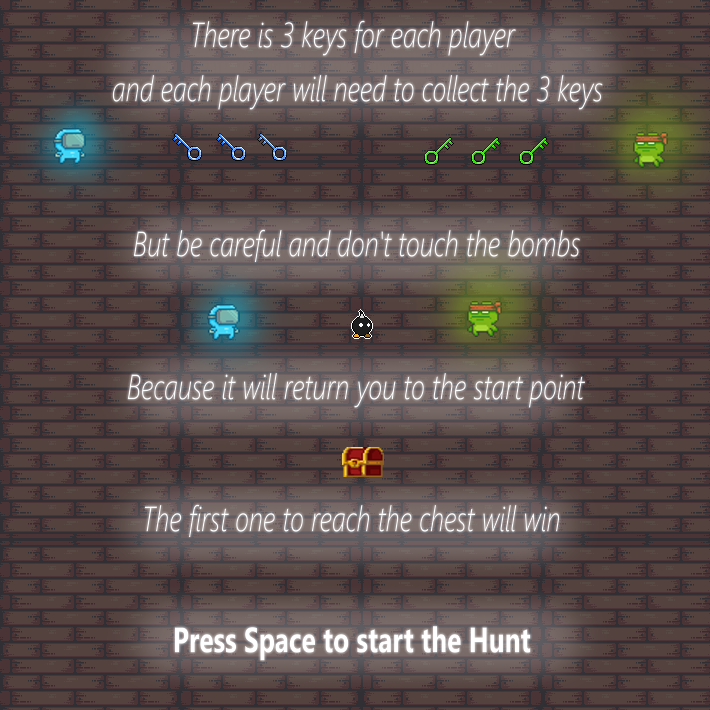 There is 3 keys for each player
and each player will need to collect the 3 keys
But be careful and don't touch the bombs
Because it will return you to the start point
The first one to reach the chest will win
Press Space to start the Hunt